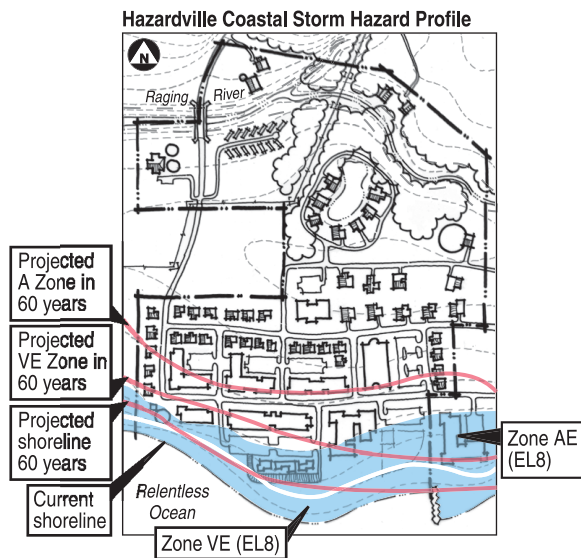 Hazardville Coastal Storm Hazard Profile
N
Raging
River
Projected
A Zone in
60 years
Projected
VE Zone in
60 years
Projected
shoreline
60 years
Current
shoreline
Relentless
Ocean
Zone VE (EL8)
Zone AE
(EL8)